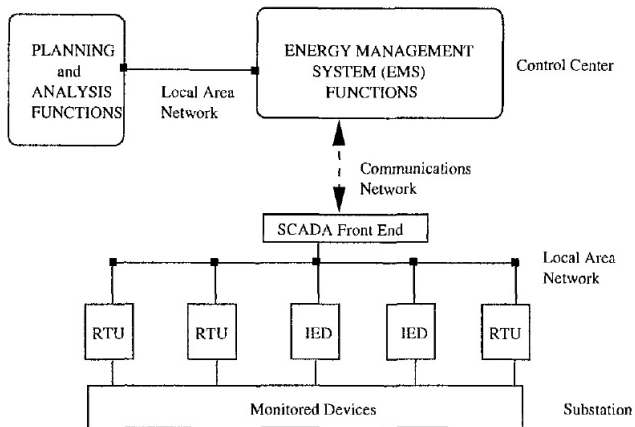 PLANNING
and
ANALYSIS
FUNCTIONS
Local Area
Network
ENERGY MANAGEMENT
SYSTEM (EMS)
FUNCTIONS
Control Center
Communications
Network
SCADA Front End
Local Area
Network
RTU
RTU
IED
IED
RTU
Monitored Devices
Substation